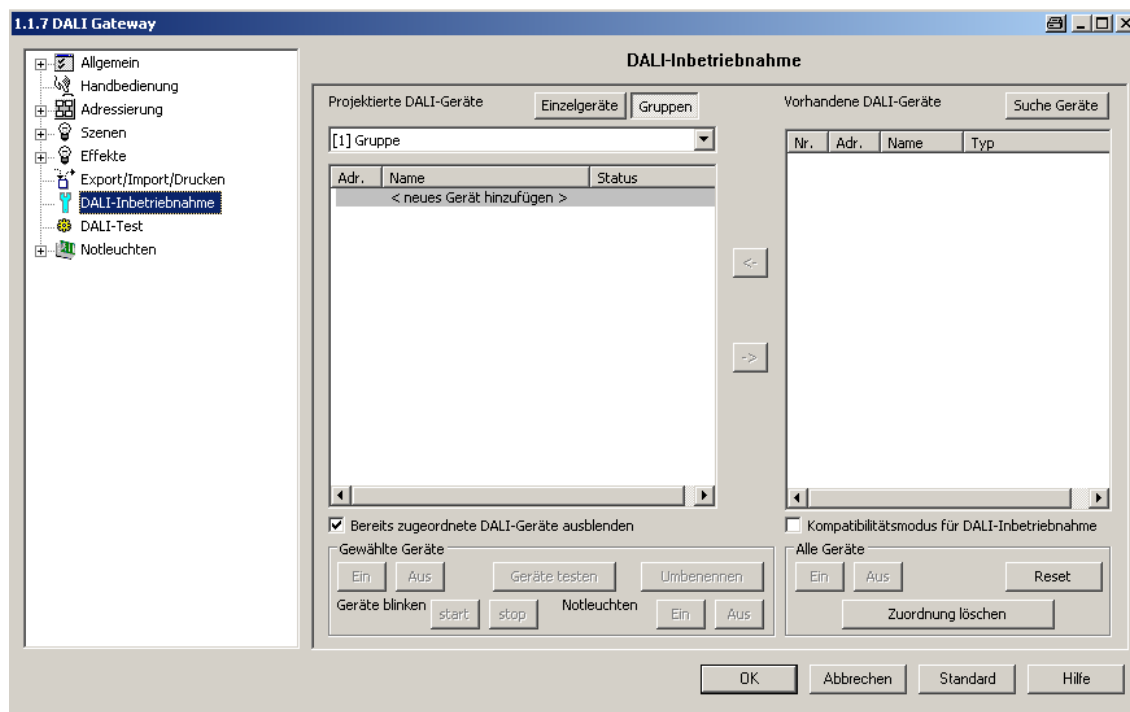 1.1.7 DALI Gateway
Allgemein
Handbedienung
Adressierung
Szenen
Effekte
Export/Import/Drucken
DALI-Inbetriebnahme
DALI-Test
Notleuchten
DALI-Inbetriebnahme
Projektierte DALI-Geräte
Einzelgeräte
Gruppen
[1] Gruppe
Adr. Name Status
< neues Gerät hinzufügen >
<-
->
Vorhandene DALI-Geräte
Suche Geräte
Nr. Adr. Name Typ
Bereits zugeordnete DALI-Geräte ausblenden
Kompatibilitätsmodus für DALI-Inbetriebnahme
Gewählte Geräte
Ein Aus Geräte testen Umbenennen
Geräte blinken start stop Notleuchten Ein Aus
Alle Geräte
Ein Aus Reset
Zuordnung löschen
OK Abbrechen Standard Hilfe